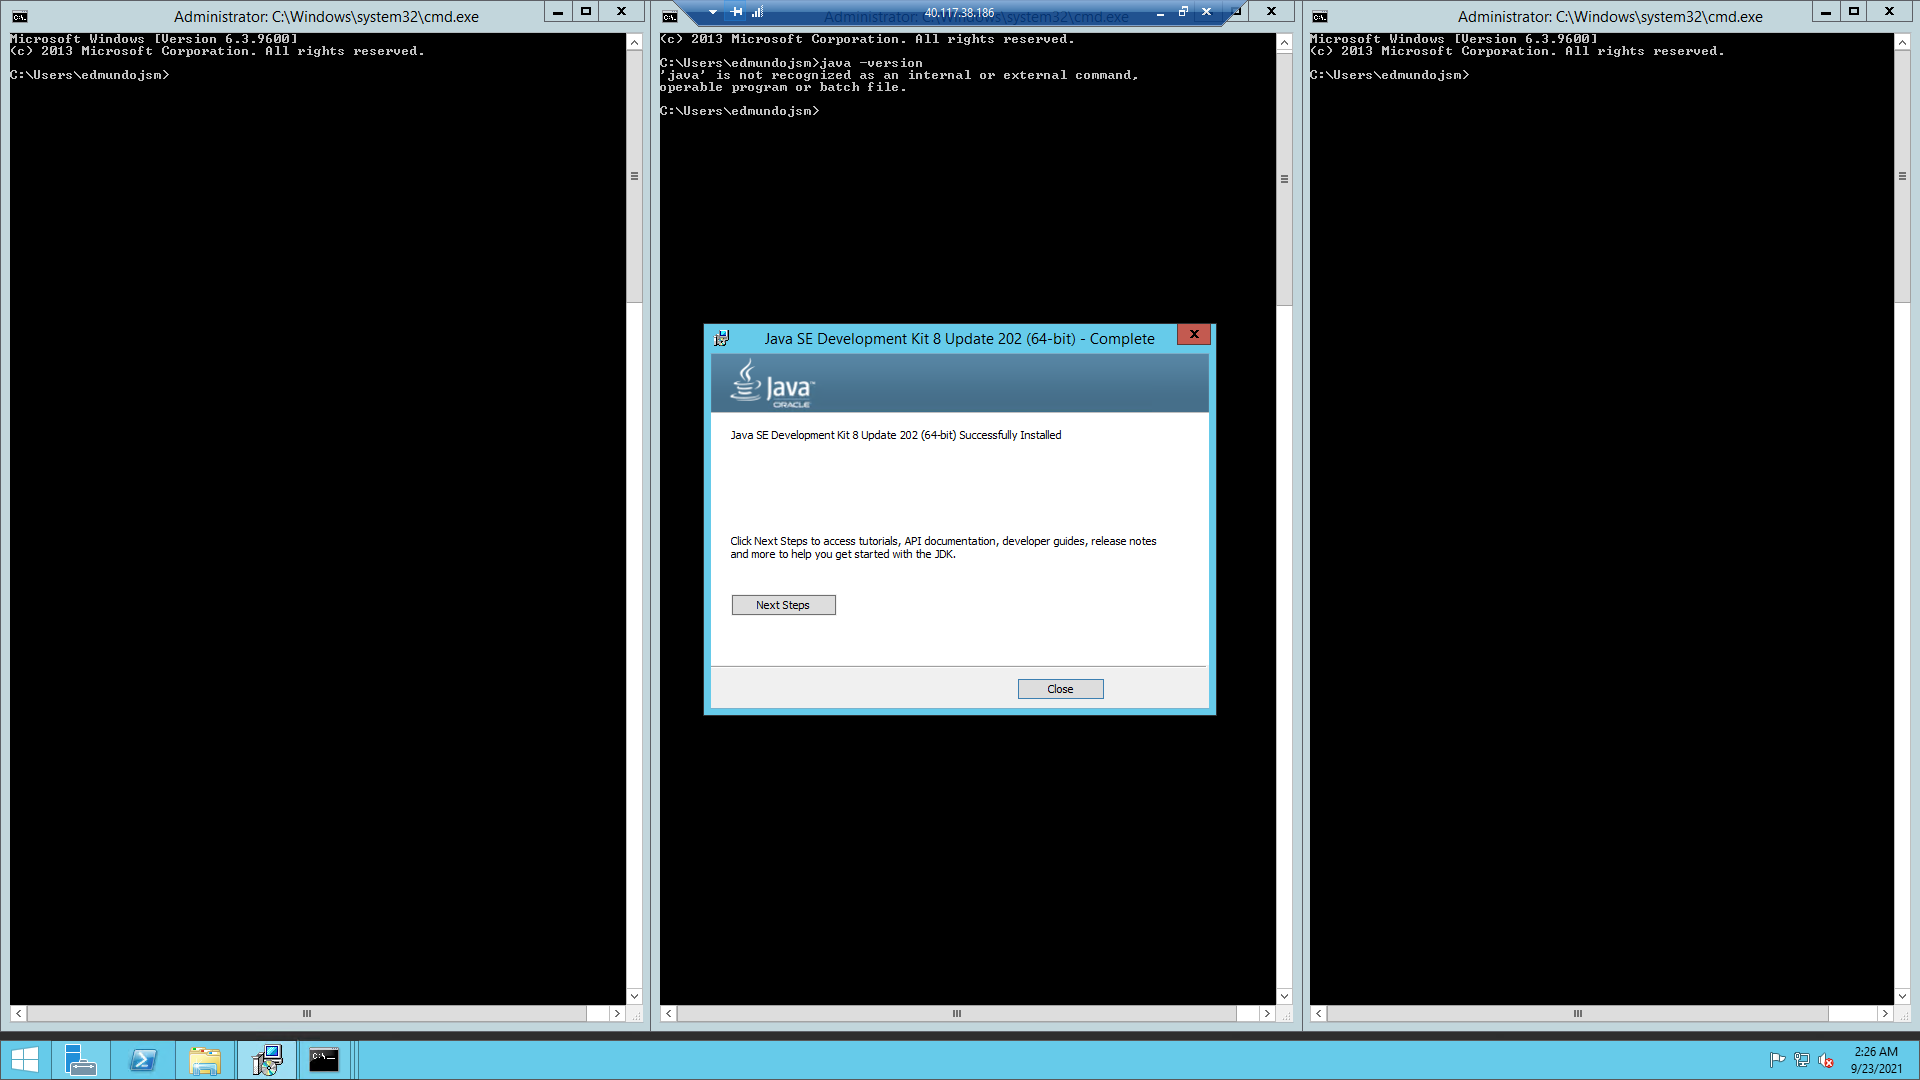 Administrator: C:\Windows\system32\cmd.exe
Microsoft Windows [Version 6.3.9600]
(c) 2013 Microsoft Corporation. All rights reserved.
C:\Users\edmundojsm>
40.117.38.186
(c) 2013 Microsoft Corporation. All rights reserved.
C:\Users\edmundojsm>java -version
'java' is not recognized as an internal or external command,
operable program or batch file.
C:\Users\edmundojsm>
Java SE Development Kit 8 Update 202 (64-bit) - Complete
Java
ORACLE
Java SE Development Kit 8 Update 202 (64-bit) Successfully Installed
Click Next Steps to access tutorials, API documentation, developer guides, release notes
and more to help you get started with the JDK.
Next Steps
Close
Administrator: C:\Windows\system32\cmd.exe
Microsoft Windows [Version 6.3.9600]
(c) 2013 Microsoft Corporation. All rights reserved.
C:\Users\edmundojsm>
2:26 AM
9/23/2021